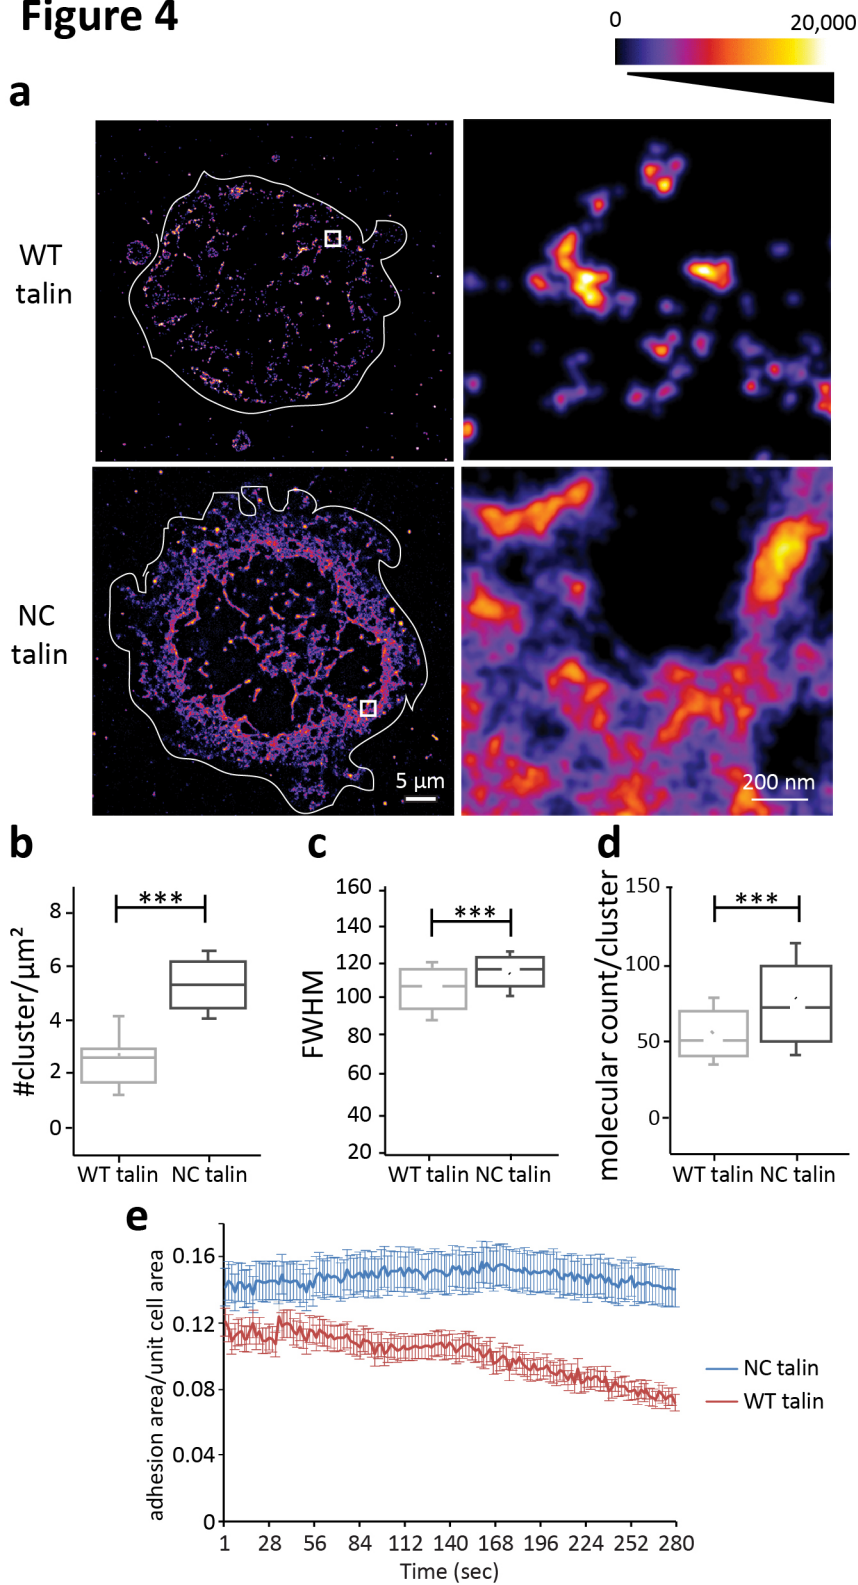 Figure 4
0 20,000
a
WT
talin
NC
talin
5 µm
200 nm
b
#cluster/µm²
8
6
4
2
0
***
WT talin NC talin
c
FWHM
160
140
120
100
80
60
40
20
***
WT talin NC talin
d
molecular count/cluster
150
100
50
0
***
WT talin NC talin
e
adhesion area/unit cell area
0.16
0.12
0.08
0.04
0
1 28 56 84 112 140 168 196 224 252 280
Time (sec)
NC talin
WT talin